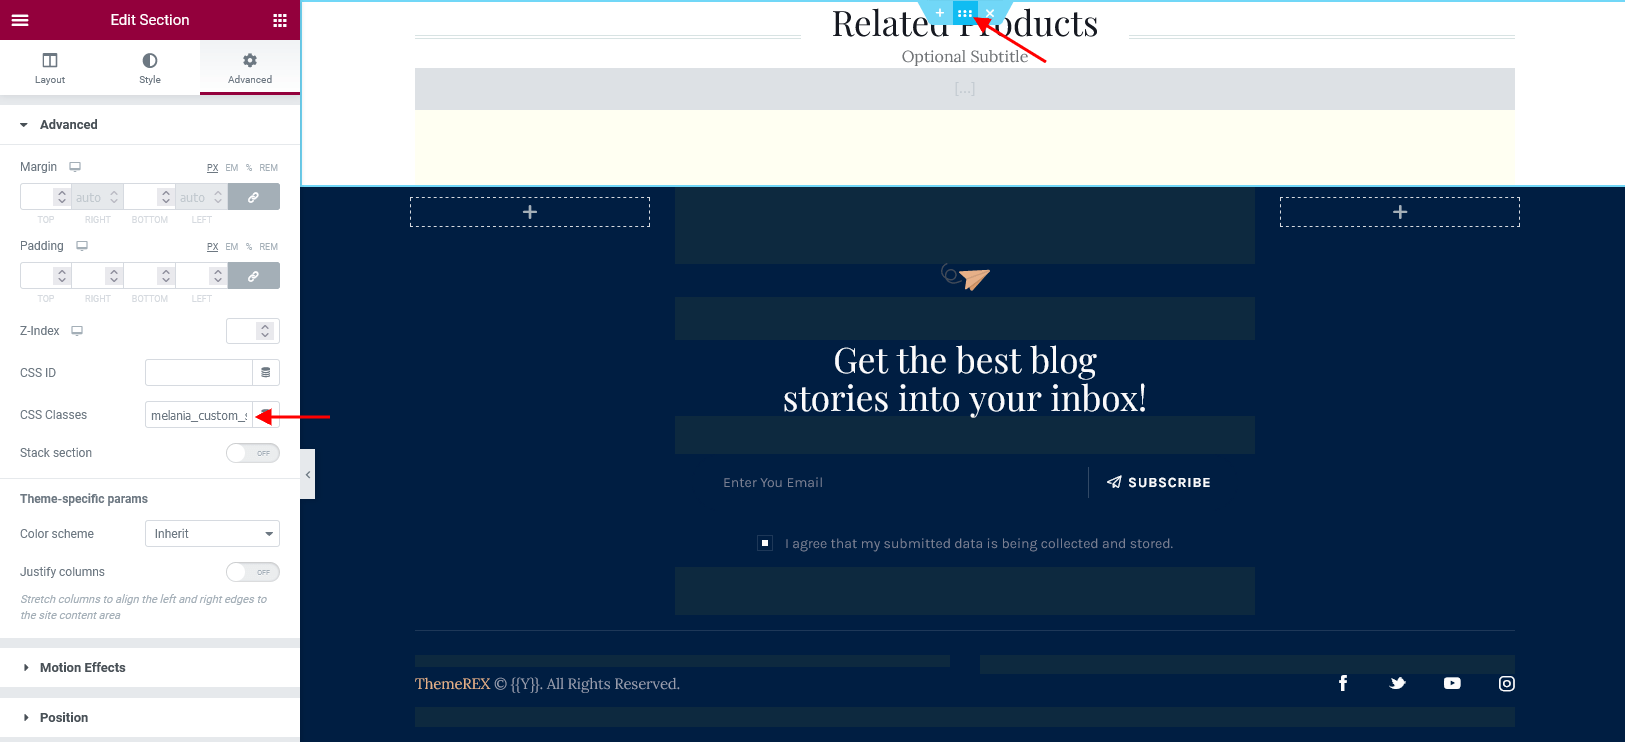 Edit Section
Layout
Style
Advanced
Advanced
Margin
PX EM % REM
auto auto
TOP RIGHT BOTTOM LEFT
Padding
PX EM % REM
TOP RIGHT BOTTOM LEFT
Z-Index
CSS ID
CSS Classes
melania_custom_s
Stack section
OFF
Theme-specific params
Color scheme
Inherit
Justify columns
OFF
Stretch columns to align the left and right edges to
the site content area
Motion Effects
Position
Related Products
Optional Subtitle
[...]
Get the best blog
stories into your inbox!
Enter You Email
SUBSCRIBE
I agree that my submitted data is being collected and stored.
ThemeREX © {{Y}}. All Rights Reserved.